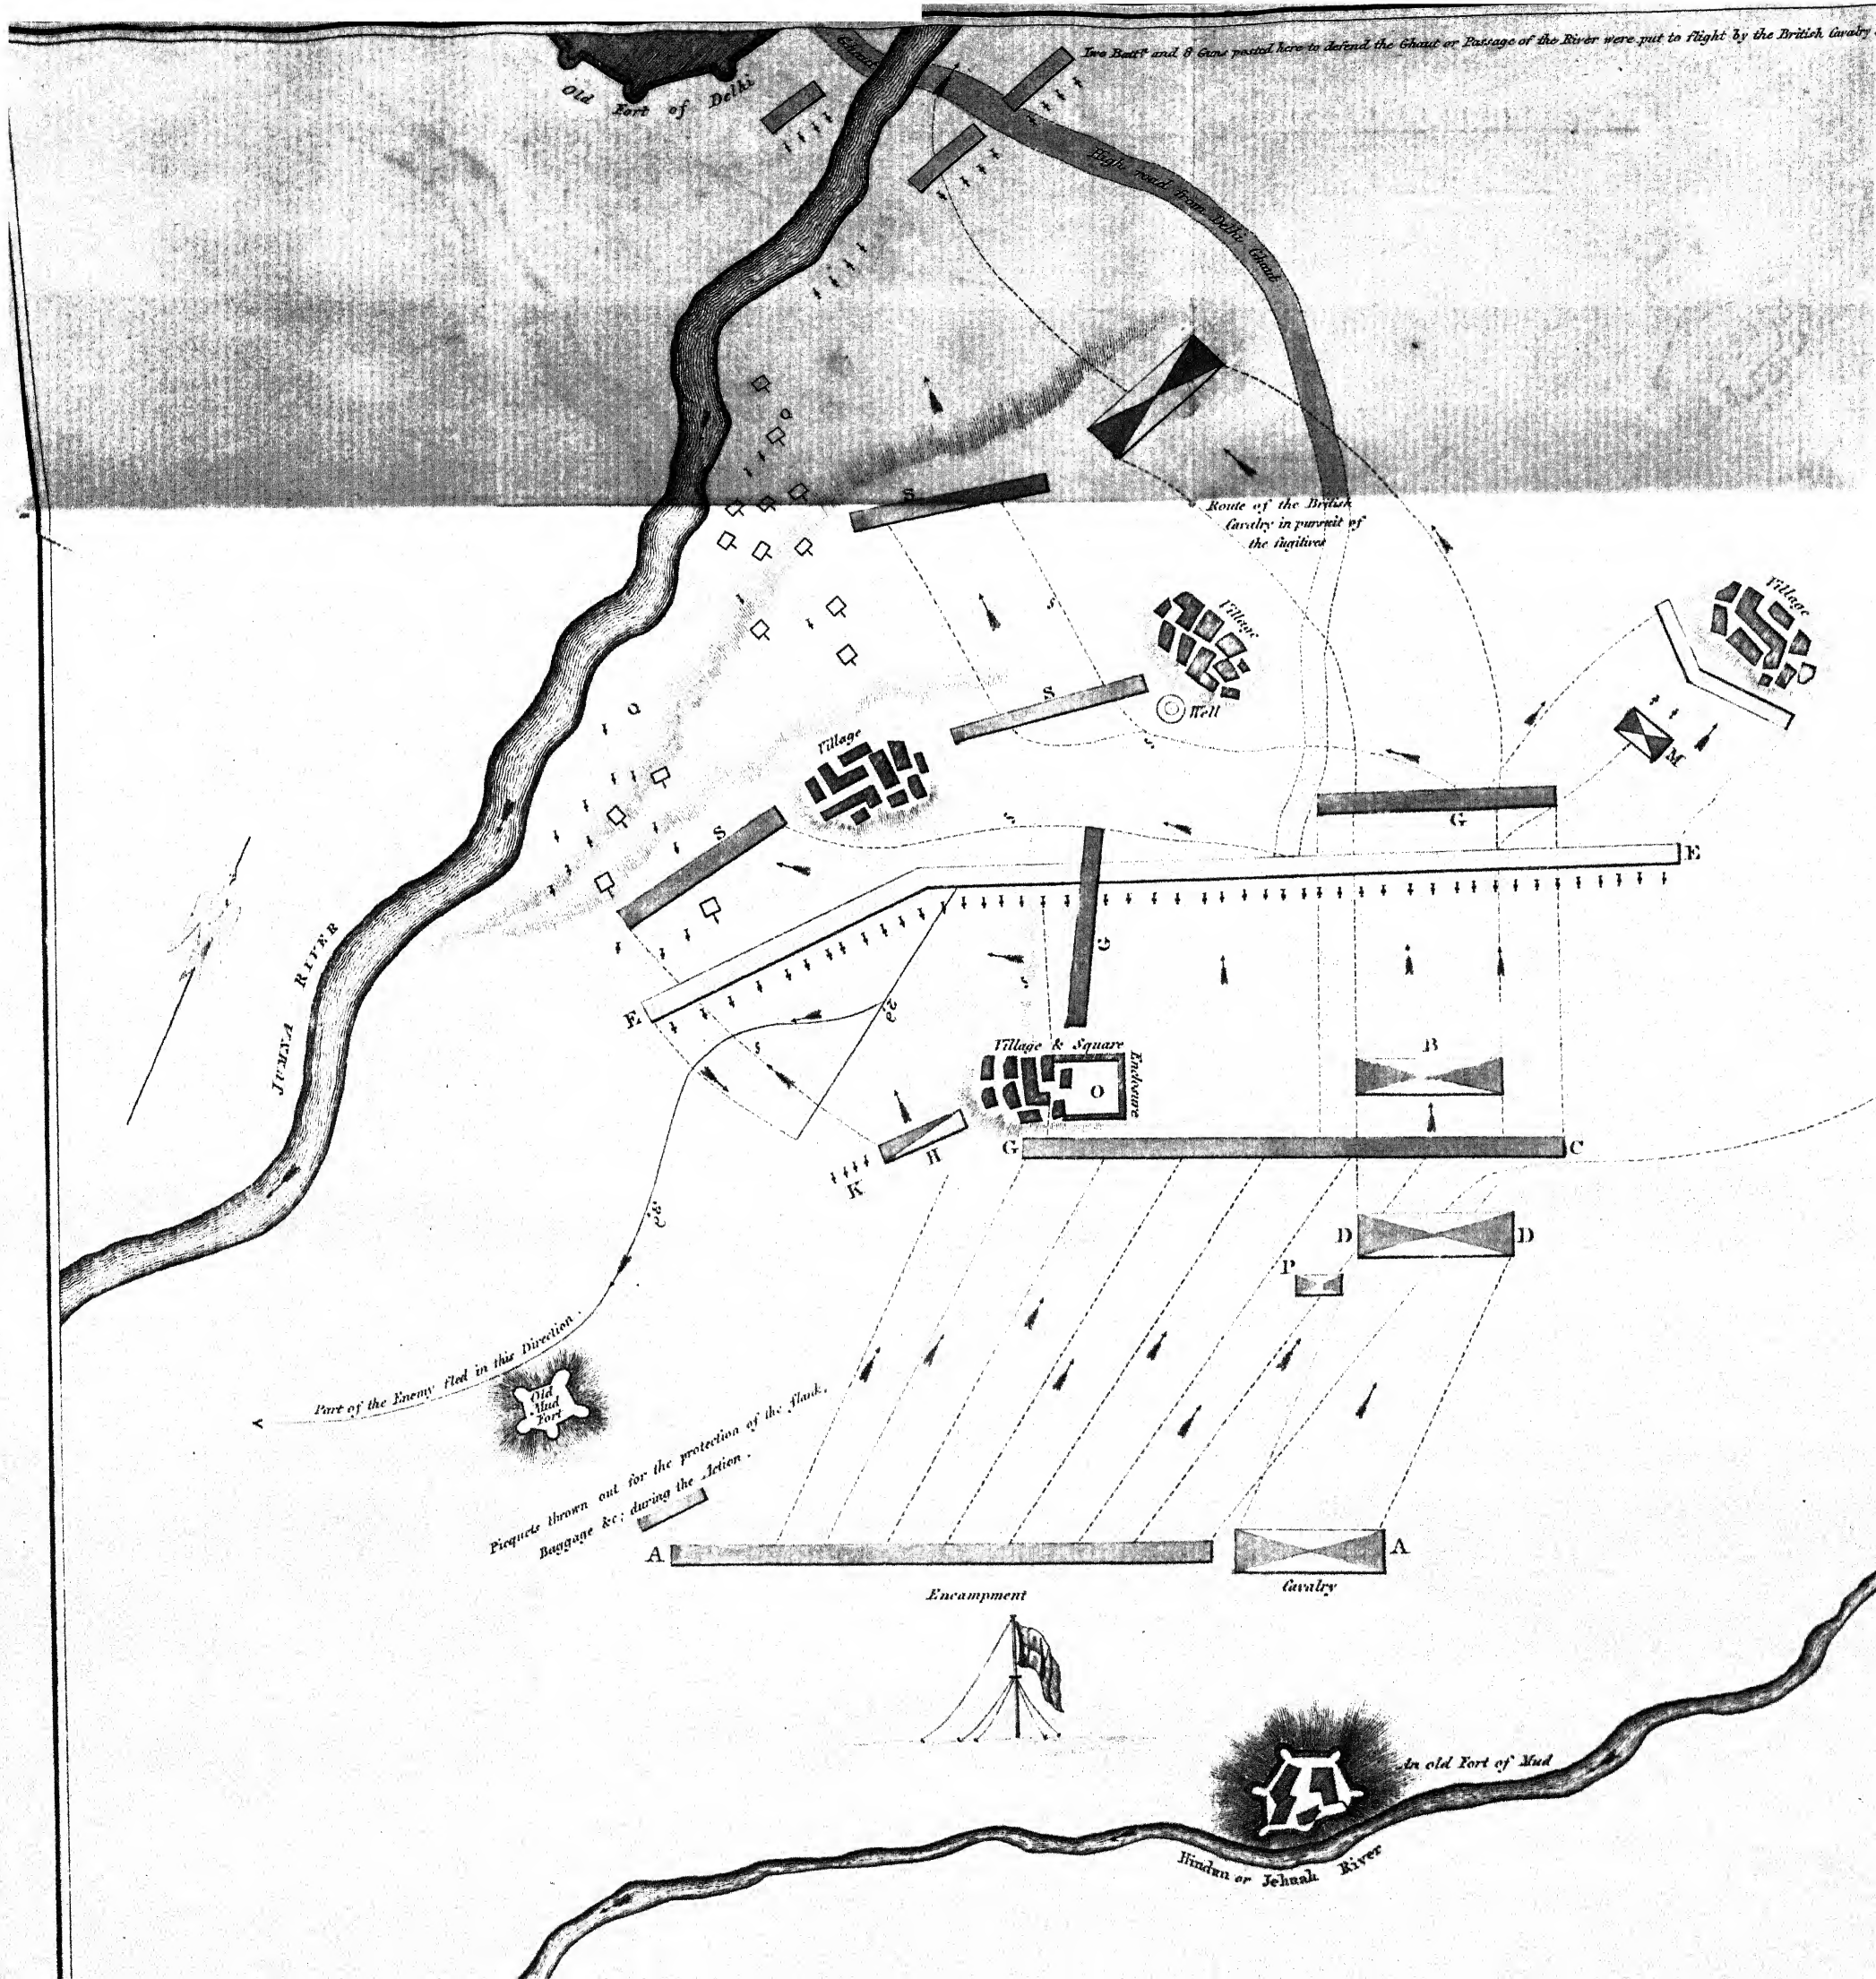 Two Battns and 8 Guns posted here to defend the Ghaut or Passage of the River were put to flight by the British Cavalry.
Ghaut
Old Fort of Delhi
High road from Delhi Ghaut
Q
S
Route of the British
Cavalry in pursuit of
the fugitives
S
Village
Village
S
Well
Q
S
M
Village
G
S
S
E
G
S
E
S
JUMNA RIVER
Village & Square
Enclosure
B
O
H
G
C
K
D
D
P
Part of the Enemy fled in this Direction.
Old
Mud
Fort
Picquets thrown out for the protection of the flank,
Baggage &c: during the Action.
A
A
Encampment
Cavalry
An old Fort of Mud
Hindun or Jehnah River